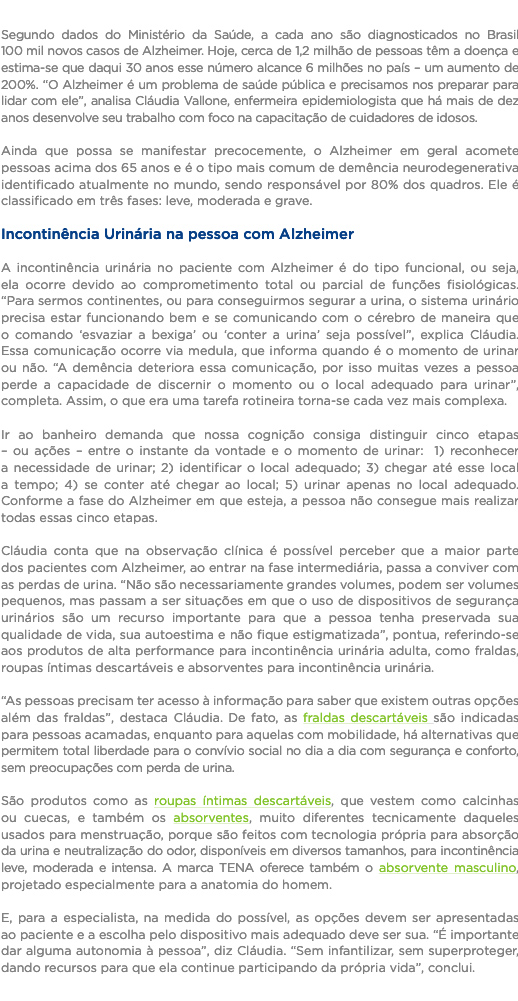 Segundo dados do Ministério da Saúde, a cada ano são diagnosticados no Brasil
100 mil novos casos de Alzheimer. Hoje, cerca de 1,2 milhão de pessoas têm a doença e
estima-se que daqui 30 anos esse número alcance 6 milhões no país – um aumento de
200%. “O Alzheimer é um problema de saúde pública e precisamos nos preparar para
lidar com ele”, analisa Cláudia Vallone, enfermeira epidemiologista que há mais de dez
anos desenvolve seu trabalho com foco na capacitação de cuidadores de idosos.
Ainda que possa se manifestar precocemente, o Alzheimer em geral acomete
pessoas acima dos 65 anos e é o tipo mais comum de demência neurodegenerativa
identificado atualmente no mundo, sendo responsável por 80% dos quadros. Ele é
classificado em três fases: leve, moderada e grave.
Incontinência Urinária na pessoa com Alzheimer
A incontinência urinária no paciente com Alzheimer é do tipo funcional, ou seja,
ela ocorre devido ao comprometimento total ou parcial de funções fisiológicas.
“Para sermos continentes, ou para conseguirmos segurar a urina, o sistema urinário
precisa estar funcionando bem e se comunicando com o cérebro de maneira que
o comando ‘esvaziar a bexiga’ ou ‘conter a urina’ seja possível”, explica Cláudia.
Essa comunicação ocorre via medula, que informa quando é o momento de urinar
ou não. “A demência deteriora essa comunicação, por isso muitas vezes a pessoa
perde a capacidade de discernir o momento ou o local adequado para urinar”,
completa. Assim, o que era uma tarefa rotineira torna-se cada vez mais complexa.
Ir ao banheiro demanda que nossa cognição consiga distinguir cinco etapas
– ou ações – entre o instante da vontade e o momento de urinar: 1) reconhecer
a necessidade de urinar; 2) identificar o local adequado; 3) chegar até esse local
a tempo; 4) se conter até chegar ao local; 5) urinar apenas no local adequado.
Conforme a fase do Alzheimer em que esteja, a pessoa não consegue mais realizar
todas essas cinco etapas.
Cláudia conta que na observação clínica é possível perceber que a maior parte
dos pacientes com Alzheimer, ao entrar na fase intermediária, passa a conviver com
as perdas de urina. “Não são necessariamente grandes volumes, podem ser volumes
pequenos, mas passam a ser situações em que o uso de dispositivos de segurança
urinários são um recurso importante para que a pessoa tenha preservada sua
qualidade de vida, sua autoestima e não fique estigmatizada”, pontua, referindo-se
aos produtos de alta performance para incontinência urinária adulta, como fraldas,
roupas íntimas descartáveis e absorventes para incontinência urinária.
“As pessoas precisam ter acesso à informação para saber que existem outras opções
além das fraldas”, destaca Cláudia. De fato, as fraldas descartáveis são indicadas
para pessoas acamadas, enquanto para aquelas com mobilidade, há alternativas que
permitem total liberdade para o convívio social no dia a dia com segurança e conforto,
sem preocupações com perda de urina.
São produtos como as roupas íntimas descartáveis, que vestem como calcinhas
ou cuecas, e também os absorventes, muito diferentes tecnicamente daqueles
usados para menstruação, porque são feitos com tecnologia própria para absorção
da urina e neutralização do odor, disponíveis em diversos tamanhos, para incontinência
leve, moderada e intensa. A marca TENA oferece também o absorvente masculino,
projetado especialmente para a anatomia do homem.
E, para a especialista, na medida do possível, as opções devem ser apresentadas
ao paciente e a escolha pelo dispositivo mais adequado deve ser sua. “É importante
dar alguma autonomia à pessoa”, diz Cláudia. “Sem infantilizar, sem superproteger,
dando recursos para que ela continue participando da própria vida”, conclui.